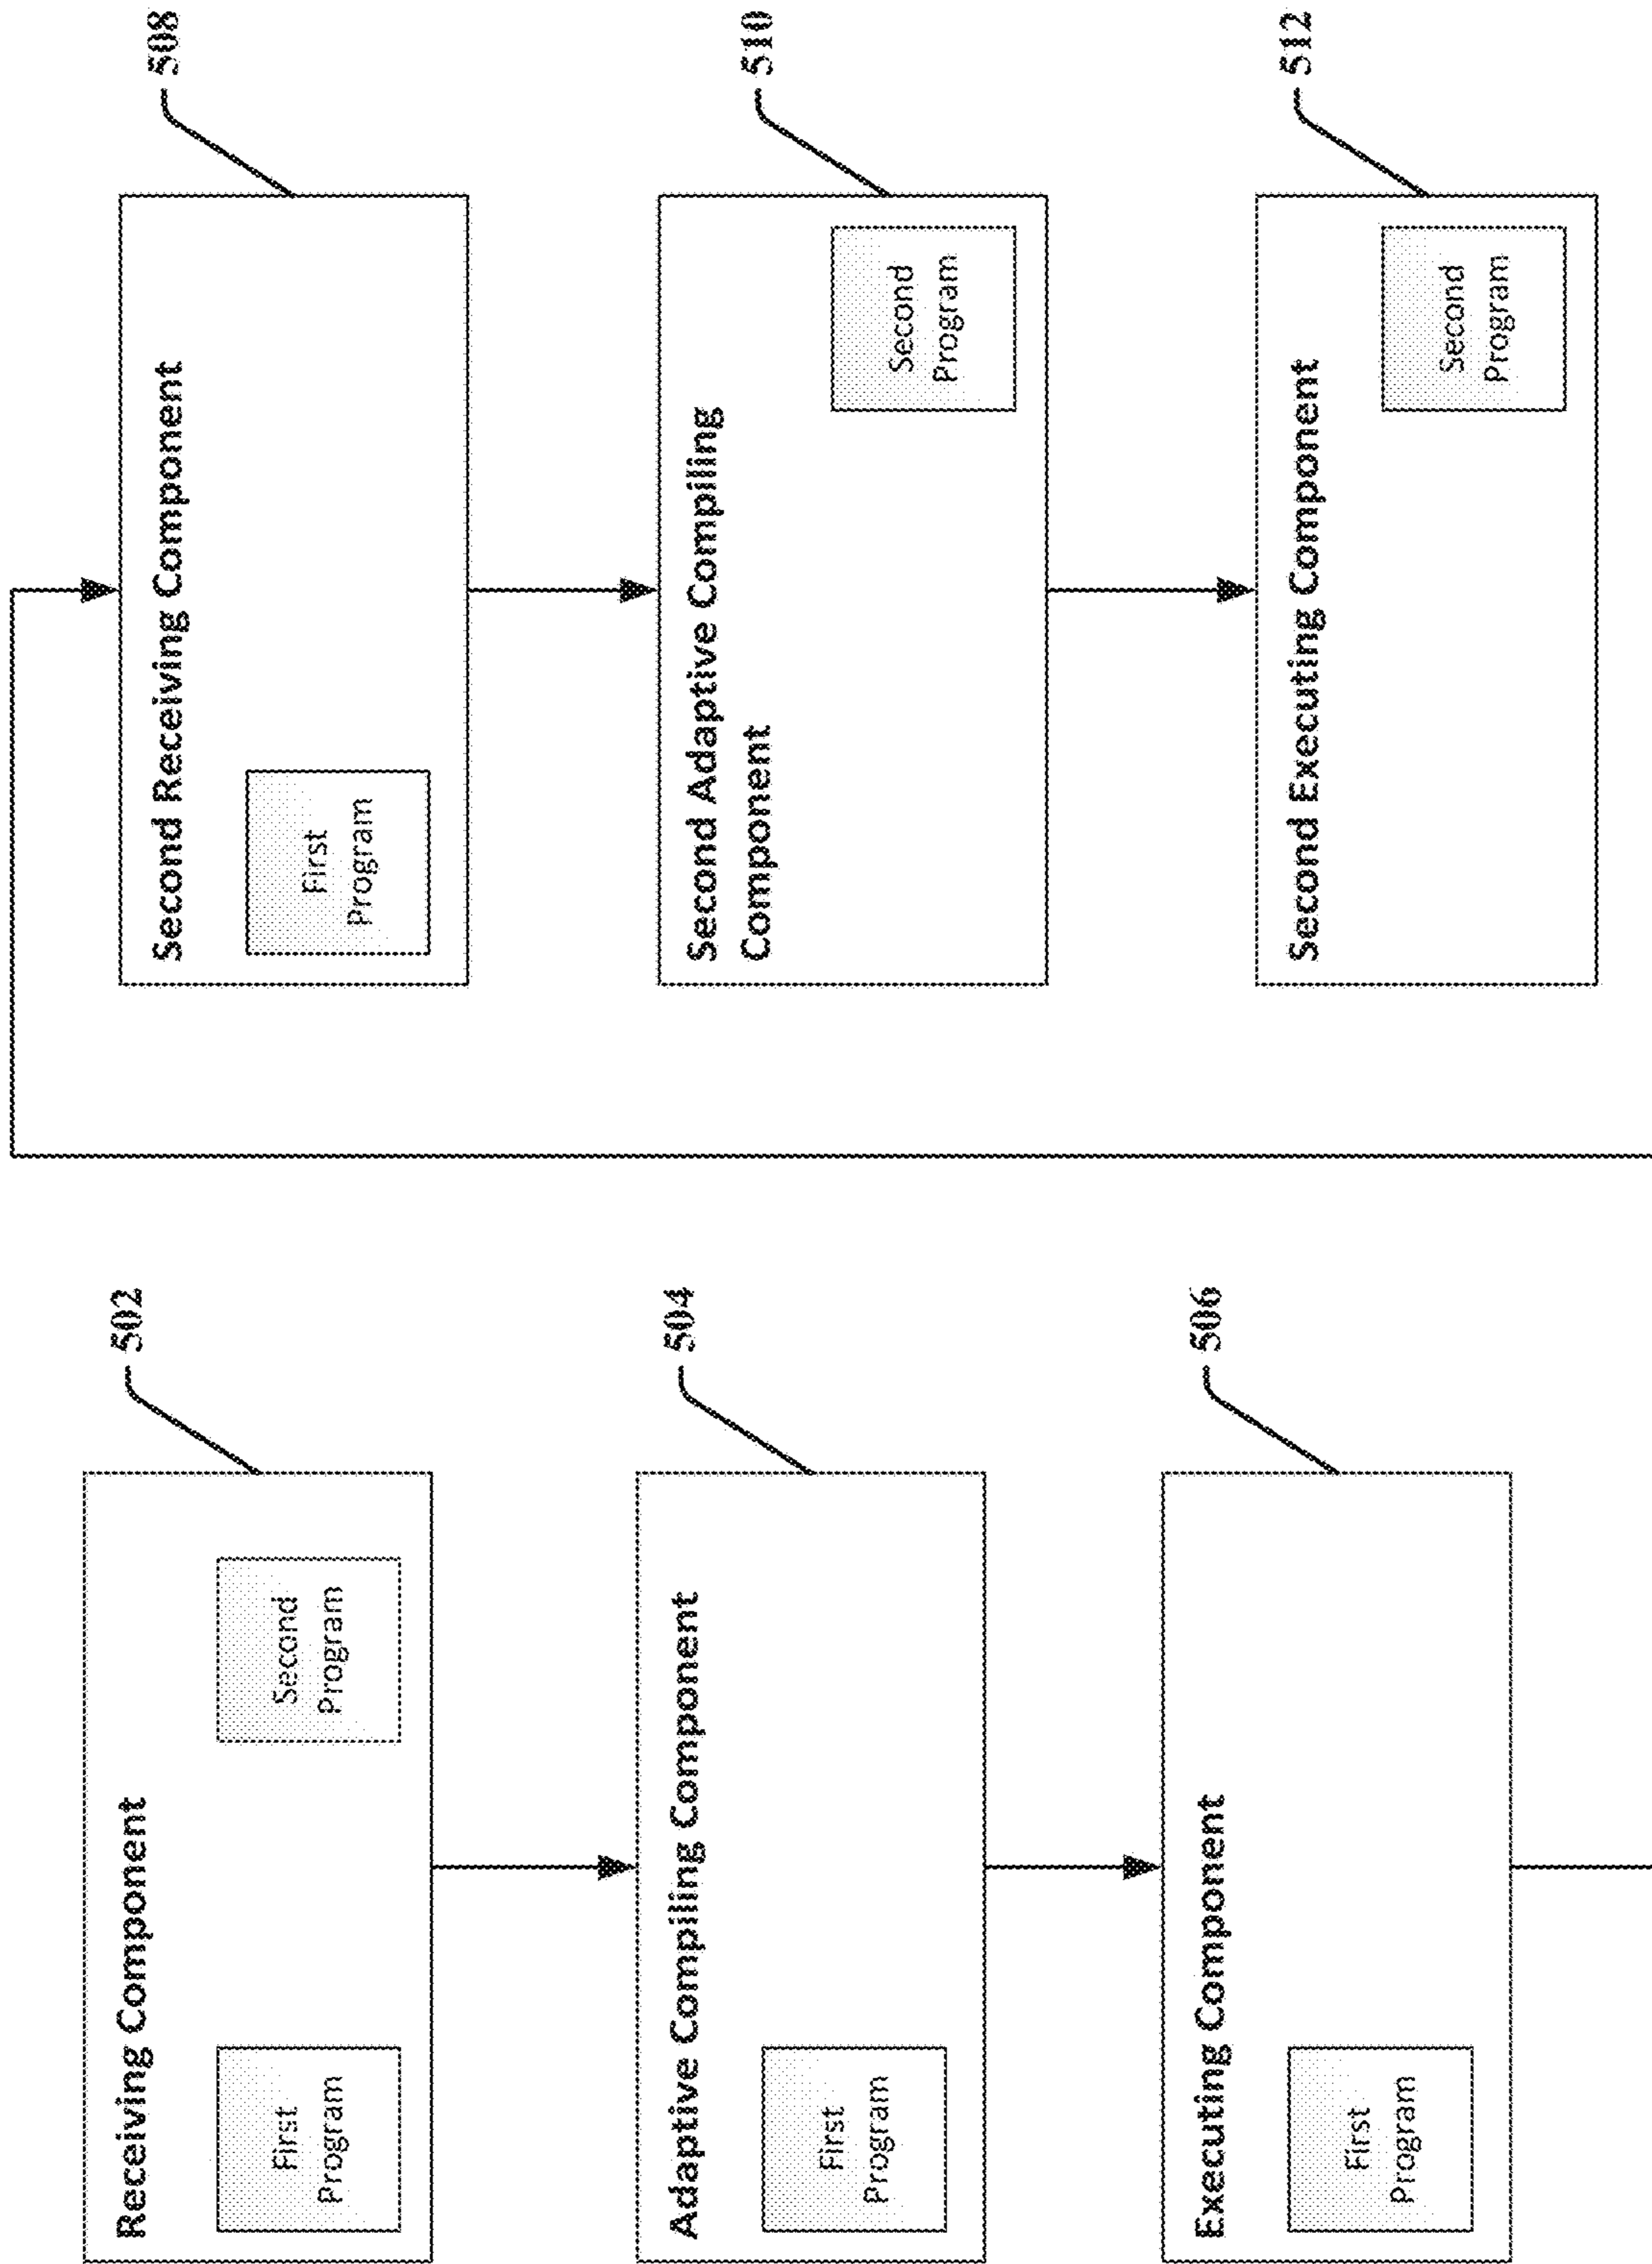 Receiving Component
502
First
Program
Second
Program
Adaptive Compiling Component
504
First
Program
Executing Component
506
First
Program
Second Receiving Component
508
First
Program
Second Adaptive Compiling
Component
510
Second
Program
Second Executing Component
512
Second
Program